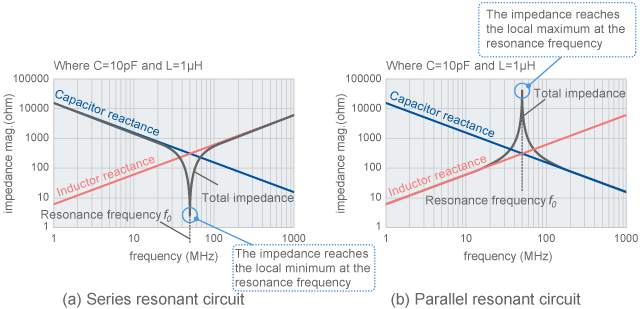 The impedance reaches
the local maximum at the
resonance frequency
Where C=10pF and L=1μH
100000
10000
1000
100
10
1
impedance mag.(ohm)
Capacitor reactance
Inductor reactance
Total impedance
Resonance frequency f0
1
10
100
1000
frequency (MHz)
The impedance reaches
the local minimum at the
resonance frequency
(a) Series resonant circuit
Where C=10pF and L=1μH
100000
10000
1000
100
10
1
impedance mag.(ohm)
Total impedance
Capacitor reactance
Inductor reactance
Resonance frequency f0
1
10
100
1000
frequency (MHz)
(b) Parallel resonant circuit